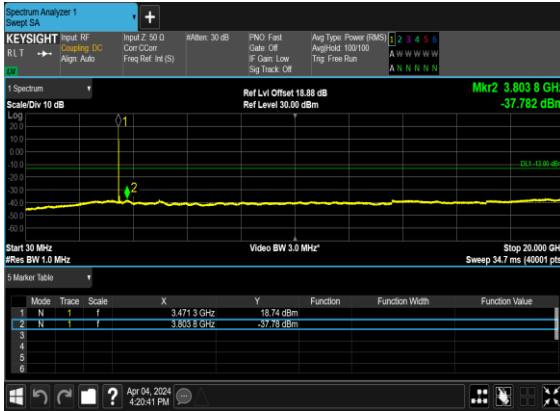 Spectrum Analyzer 1
Swept SA
KEYSIGHT
RLT
Input: RF
Coupling: DC
Align: Auto
Input Z: 50 Ω
Corr CCorr
Freq Ref: Int (S)
#Atten: 30 dB
PNO: Fast
Gate: Off
IF Gain: Low
Sig Track: Off
Avg Type: Power (RMS)
Avg|Hold: 100/100
Trig: Free Run
1 2 3 4 5 6
A W W W W W
A N N N N N
1 Spectrum
Scale/Div 10 dB
Ref Lvl Offset 18.88 dB
Ref Level 30.00 dBm
Mkr2 3.803 8 GHz
-37.782 dBm
Log
20.0
10.0
0.0
-10.0
-20.0
-30.0
-40.0
-50.0
-60.0
1
2
DL1 -13.00 dBm
Start 30 MHz
#Res BW 1.0 MHz
Video BW 3.0 MHz*
Stop 20.000 GH
Sweep 34.7 ms (40001 pts
5 Marker Table
Mode Trace Scale X Y Function Function Width Function Value
1 N 1 f 3.471 3 GHz 18.74 dBm
2 N 1 f 3.803 8 GHz -37.78 dBm
3
4
5
6
?
Apr 04, 2024
4:20:41 PM